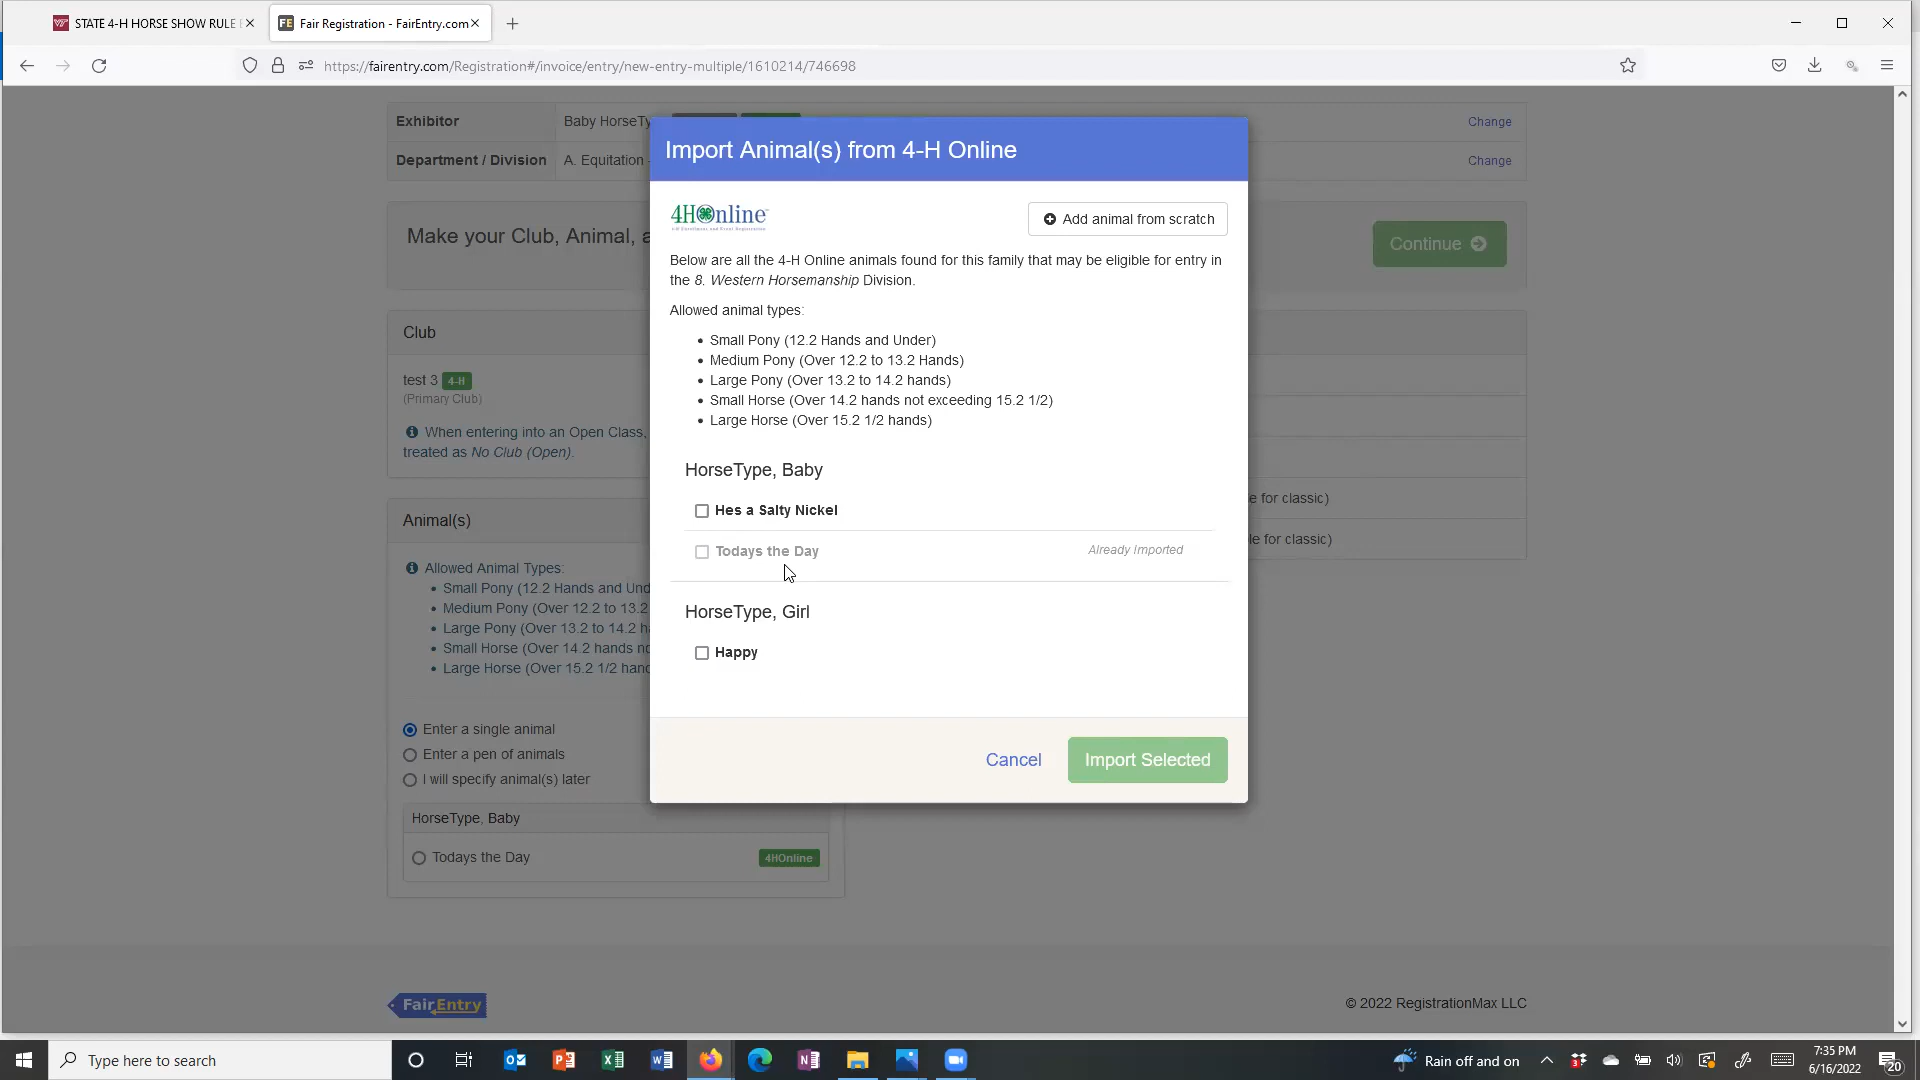 STATE 4-H HORSE SHOW RULE
Fair Registration - FairEntry.com
https://fairentry.com/Registration#/invoice/entry/new-entry-multiple/1610214/746698
Exhibitor
Baby HorseTy
Change
Department / Division
A. Equitation -
Change
Make your Club, Animal, a
Continue
Club
test 3 4-H
(Primary Club)
When entering into an Open Class,
treated as No Club (Open).
Animal(s)
Allowed Animal Types:
• Small Pony (12.2 Hands and Und
• Medium Pony (Over 12.2 to 13.2
• Large Pony (Over 13.2 to 14.2 h
• Small Horse (Over 14.2 hands no
• Large Horse (Over 15.2 1/2 hand
Enter a single animal
Enter a pen of animals
I will specify animal(s) later
HorseType, Baby
Todays the Day
4HOnline
Import Animal(s) from 4-H Online
4HOnline
4-H Enrollment and Event Registration
Add animal from scratch
Below are all the 4-H Online animals found for this family that may be eligible for entry in
the 8. Western Horsemanship Division.
Allowed animal types:
• Small Pony (12.2 Hands and Under)
• Medium Pony (Over 12.2 to 13.2 Hands)
• Large Pony (Over 13.2 to 14.2 hands)
• Small Horse (Over 14.2 hands not exceeding 15.2 1/2)
• Large Horse (Over 15.2 1/2 hands)
HorseType, Baby
Hes a Salty Nickel
Todays the Day
Already Imported
HorseType, Girl
Happy
Cancel
Import Selected
e for classic)
le for classic)
FairEntry
© 2022 RegistrationMax LLC
Type here to search
Rain off and on
7:35 PM
6/16/2022
20